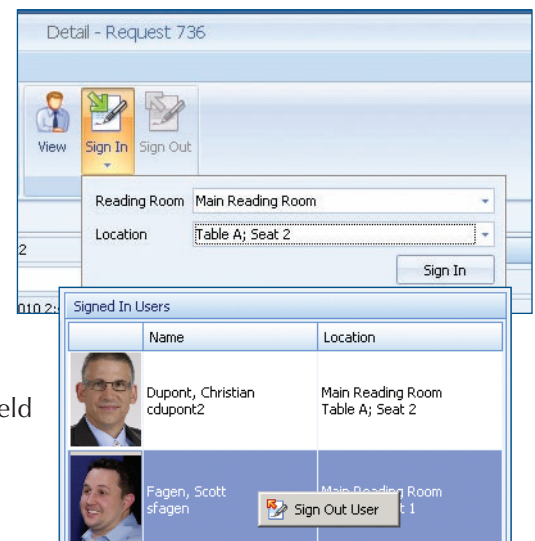 Detail - Request 736
View Sign In Sign Out
Reading Room Main Reading Room
Location Table A; Seat 2
2
Sign In
Signed In Users
Name Location
Dupont, Christian Main Reading Room
cdupont2 Table A; Seat 2
eld
Fagen, Scott Main Reading Room
sfagen t 1
Sign Out User